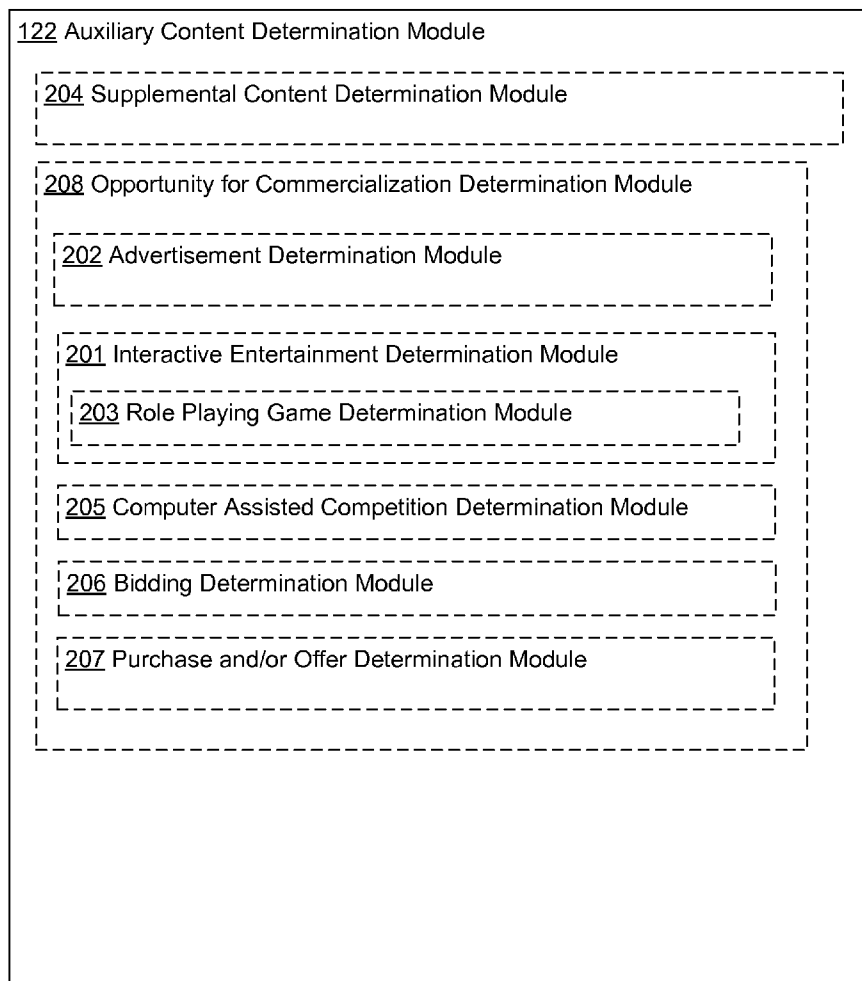 122 Auxiliary Content Determination Module
204 Supplemental Content Determination Module
208 Opportunity for Commercialization Determination Module
202 Advertisement Determination Module
201 Interactive Entertainment Determination Module
203 Role Playing Game Determination Module
205 Computer Assisted Competition Determination Module
206 Bidding Determination Module
207 Purchase and/or Offer Determination Module